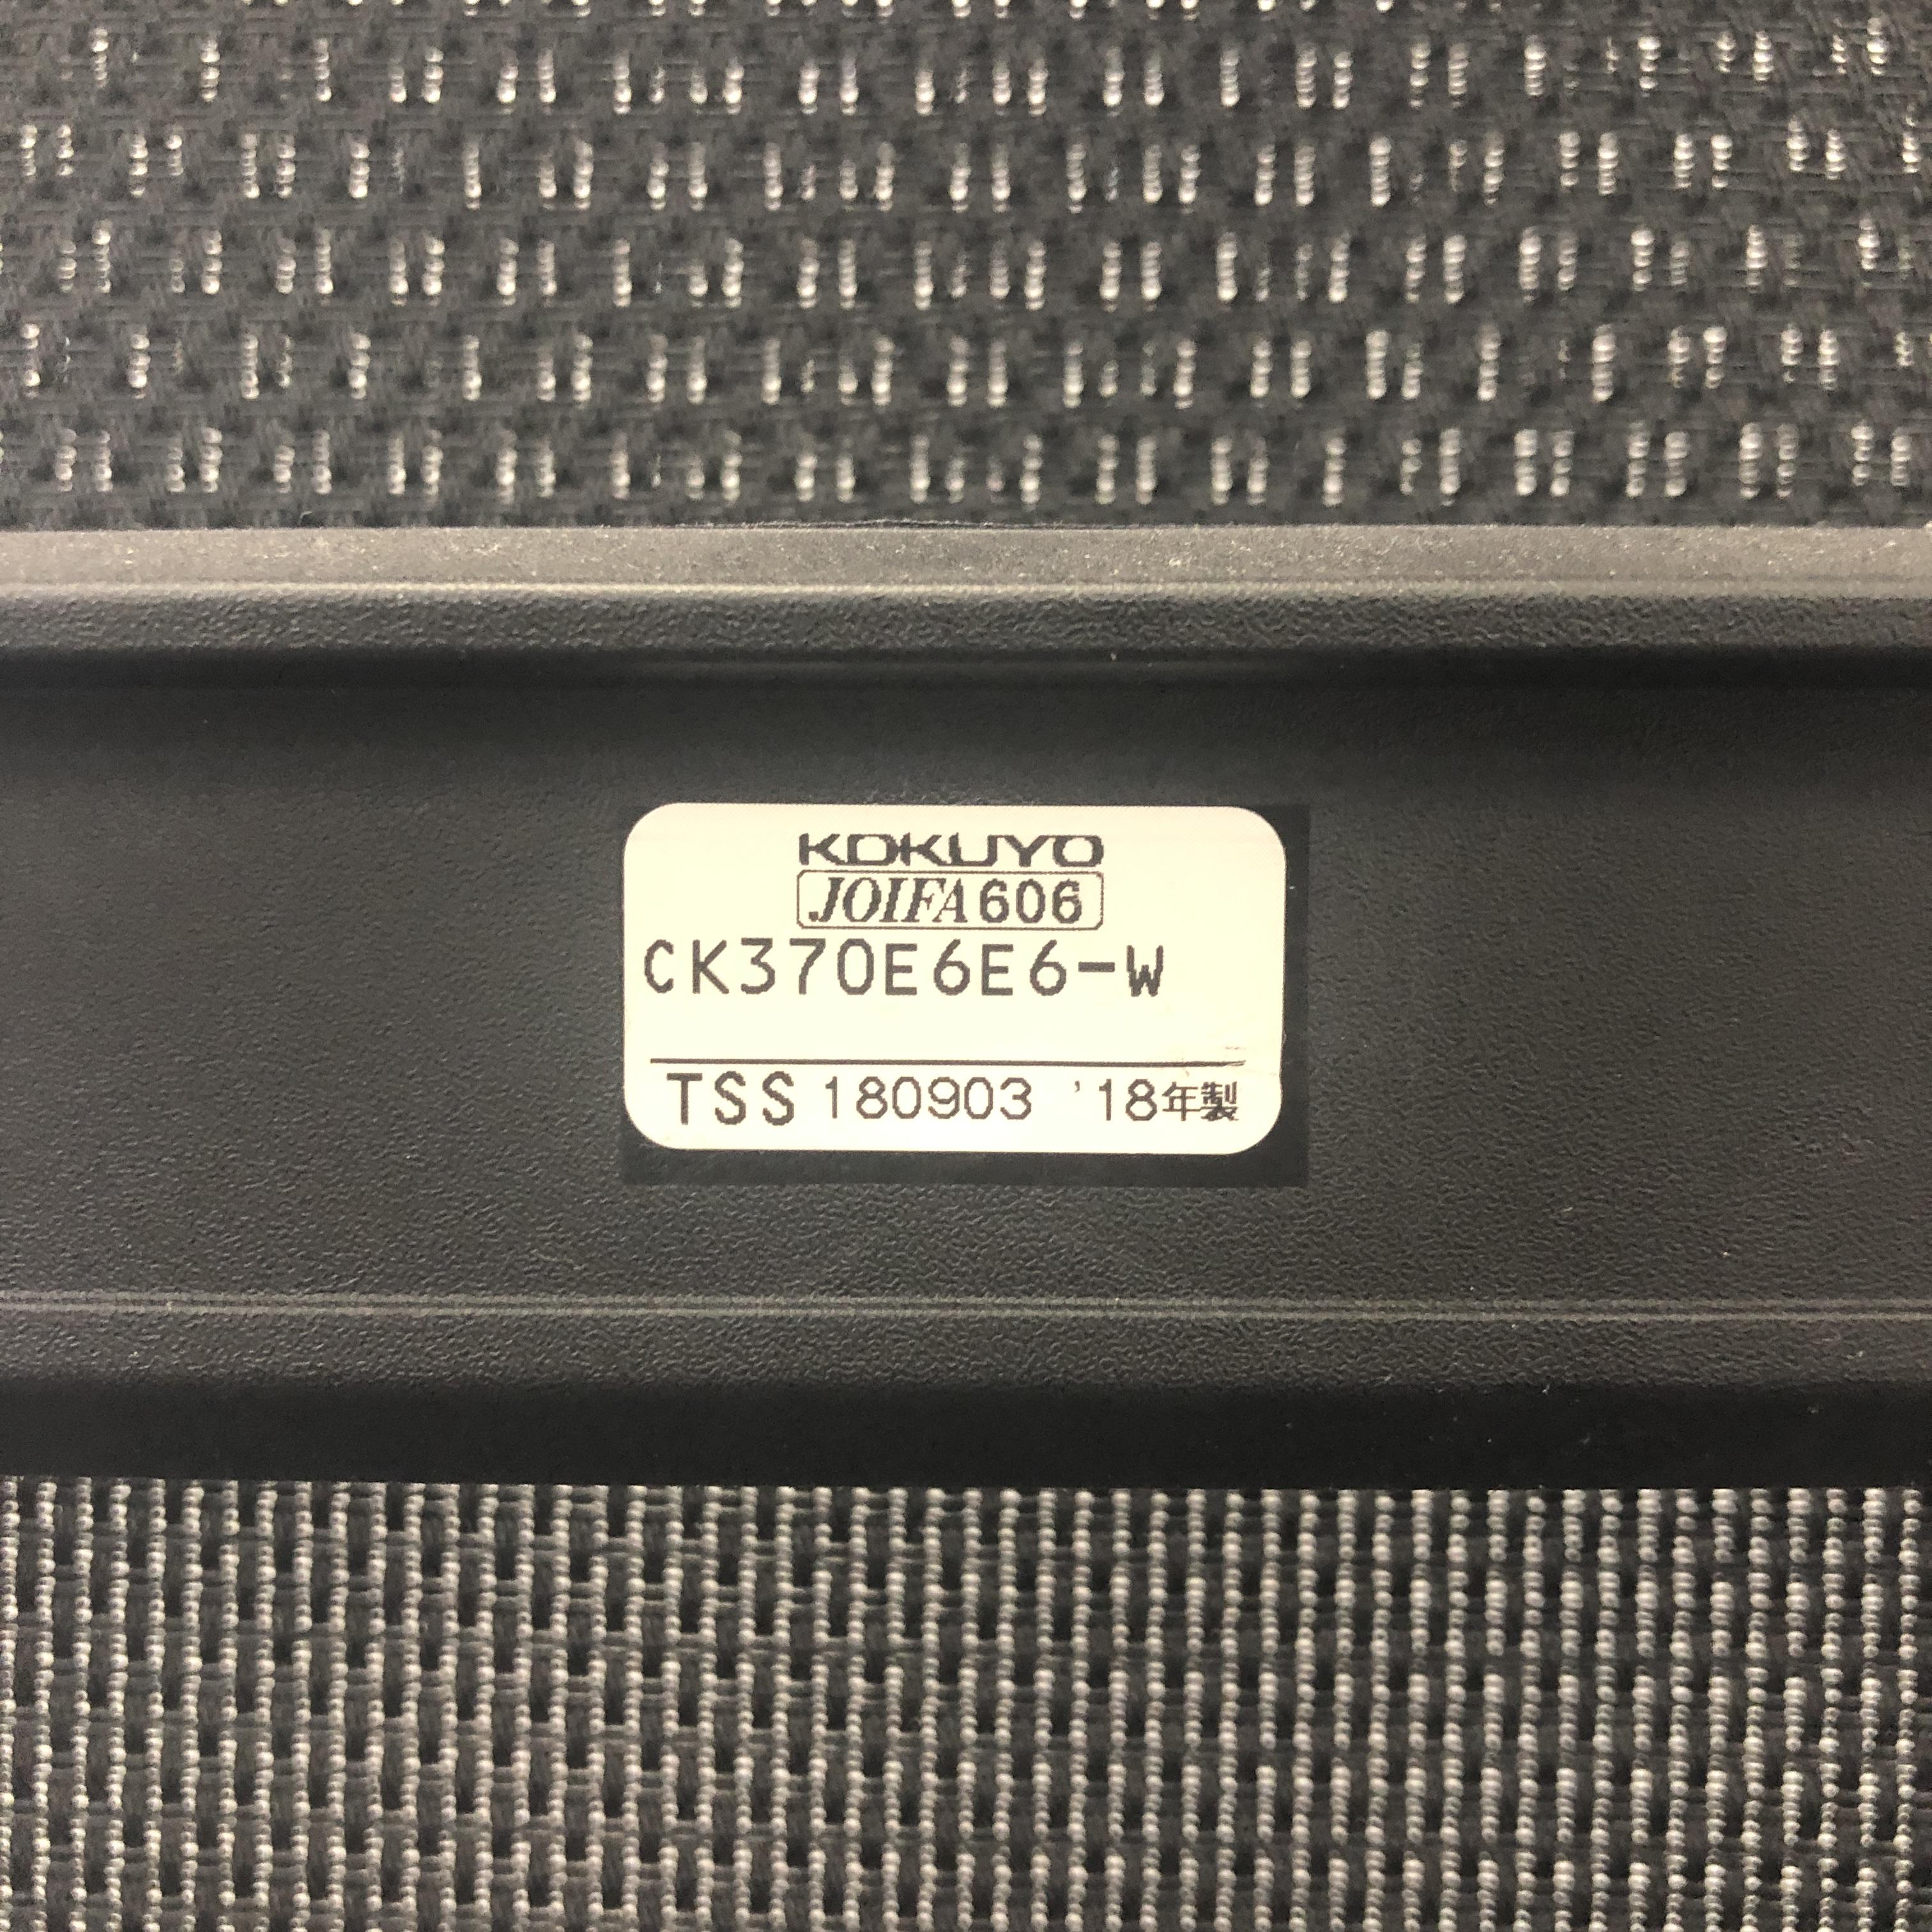 KOKUYO
JOIFA606
CK370E6E6-W
TSS 180903 '18年製